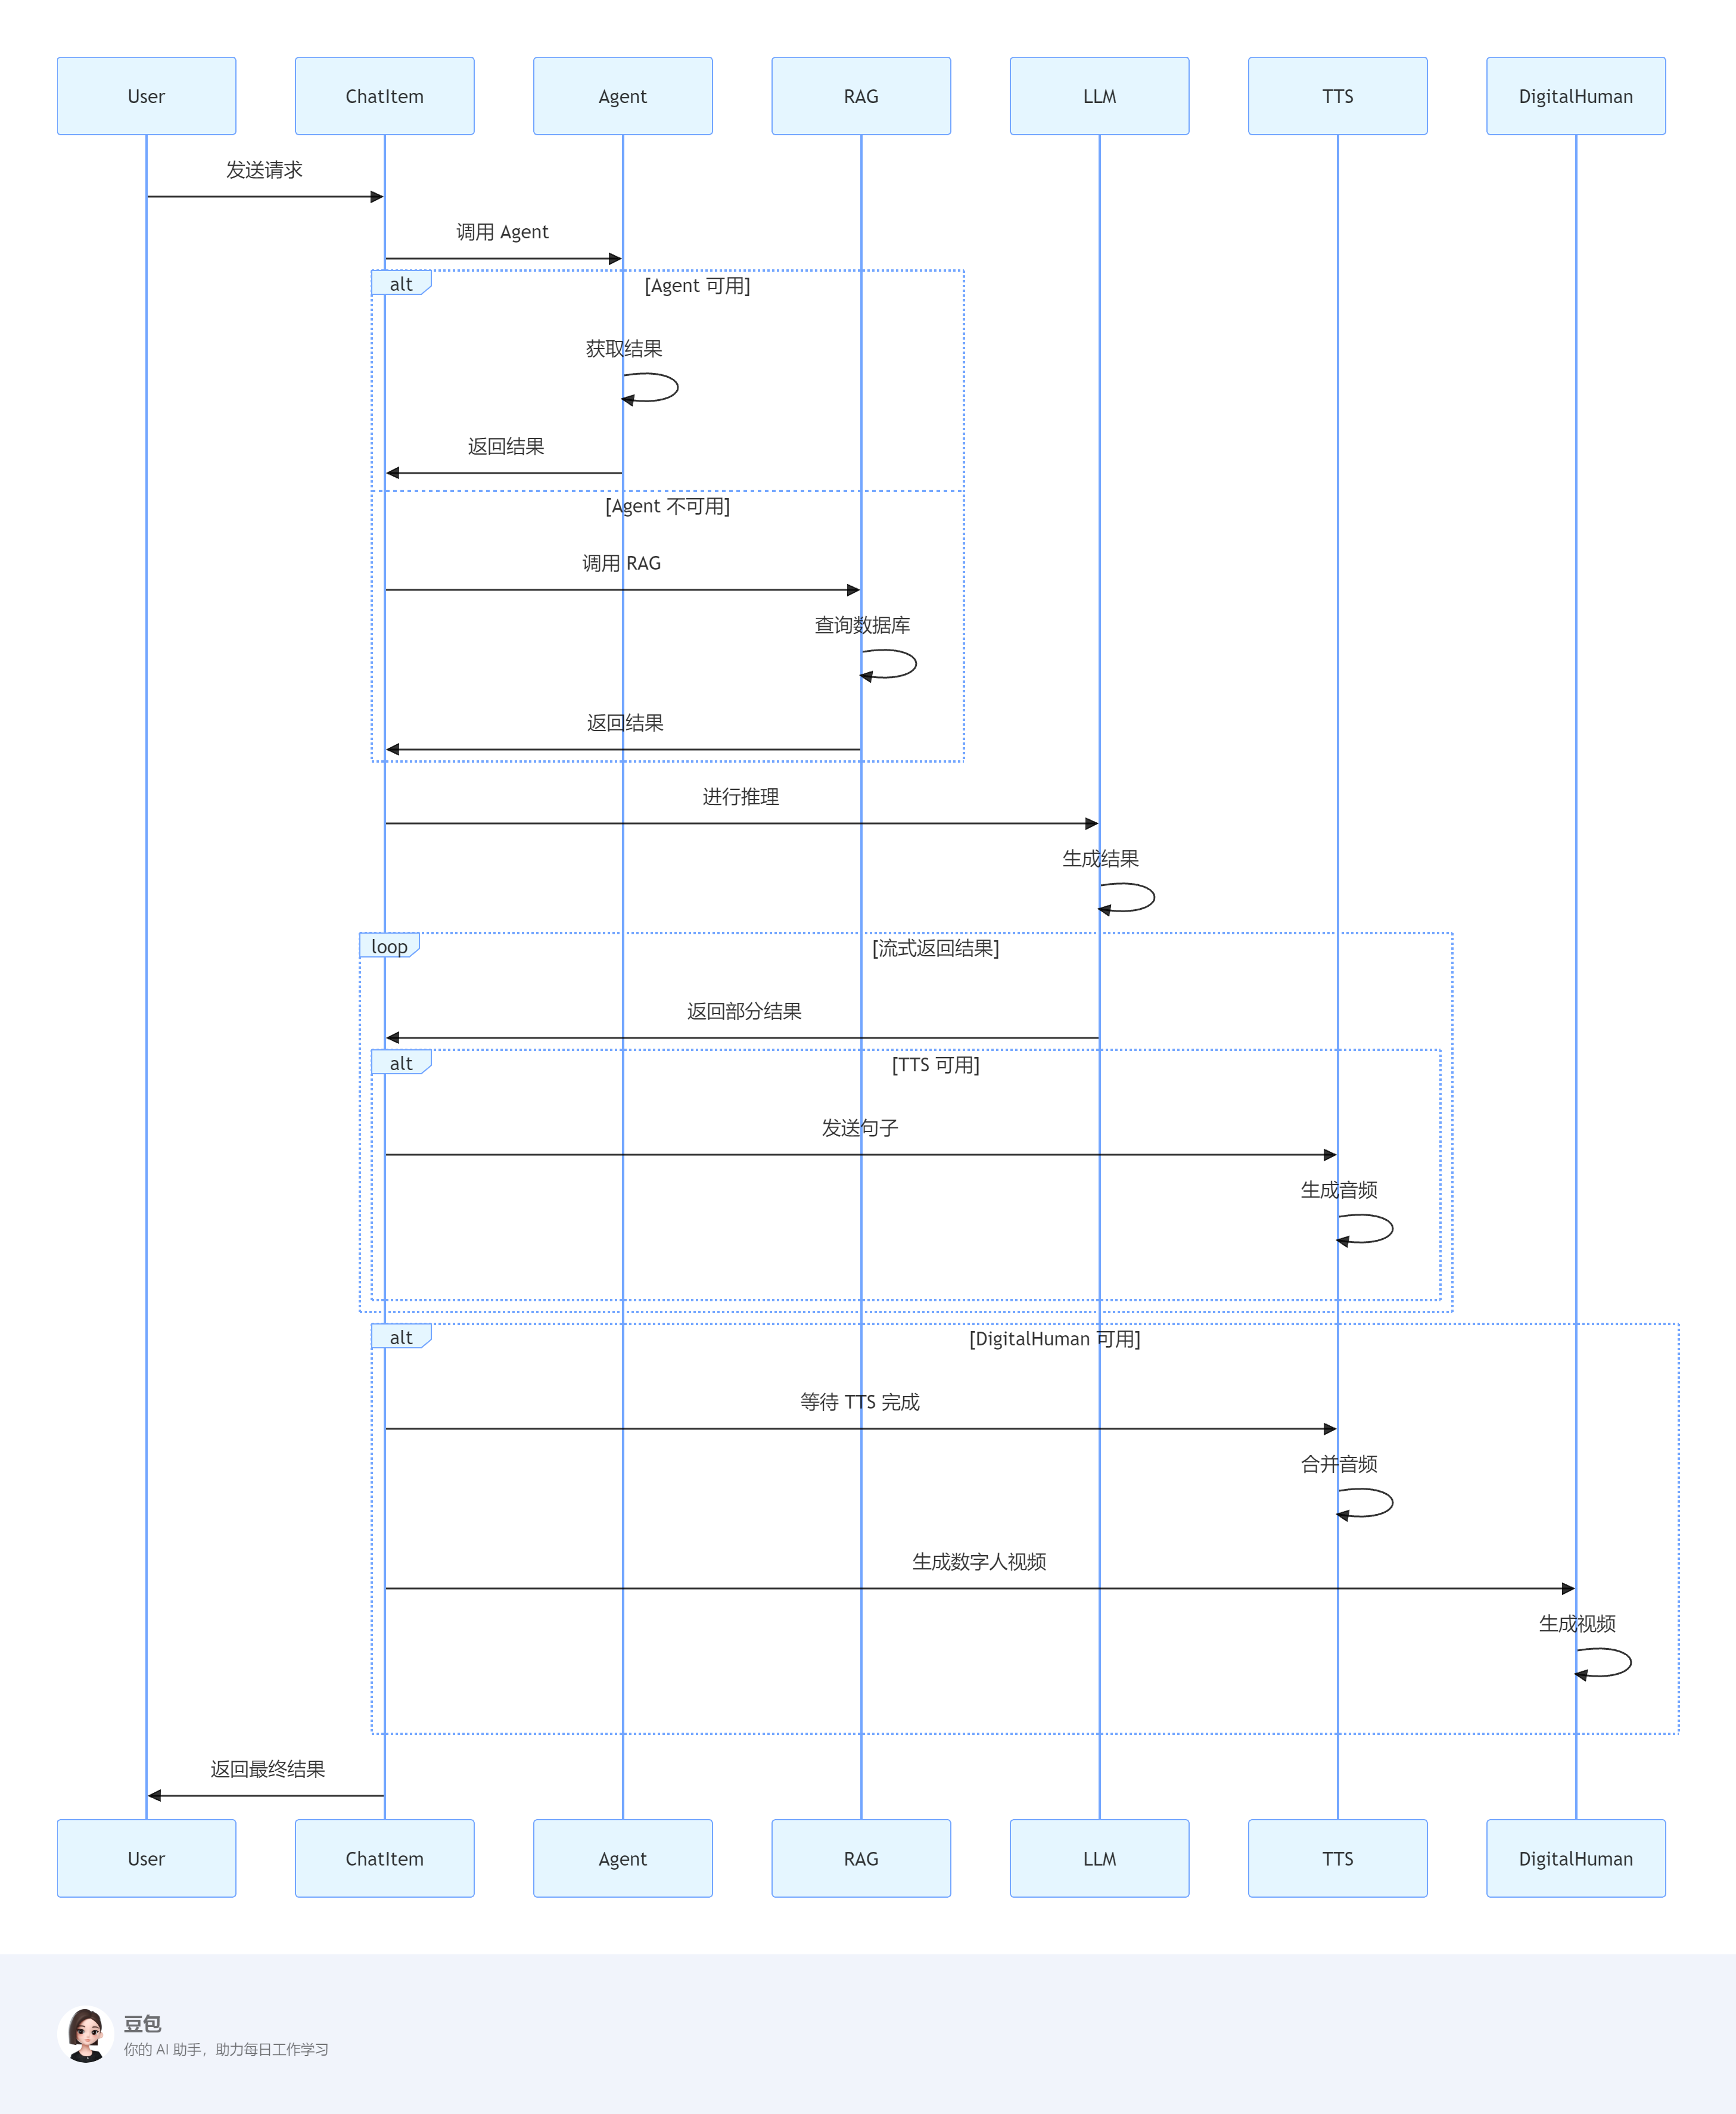 User
ChatItem
Agent
RAG
LLM
TTS
DigitalHuman
发送请求
调用 Agent
alt
[Agent 可用]
获取结果
返回结果
[Agent 不可用]
调用 RAG
查询数据库
返回结果
进行推理
生成结果
loop
[流式返回结果]
返回部分结果
alt
[TTS 可用]
发送句子
生成音频
alt
[DigitalHuman 可用]
等待 TTS 完成
合并音频
生成数字人视频
生成视频
返回最终结果
User
ChatItem
Agent
RAG
LLM
TTS
DigitalHuman
豆包
你的 AI 助手，助力每日工作学习